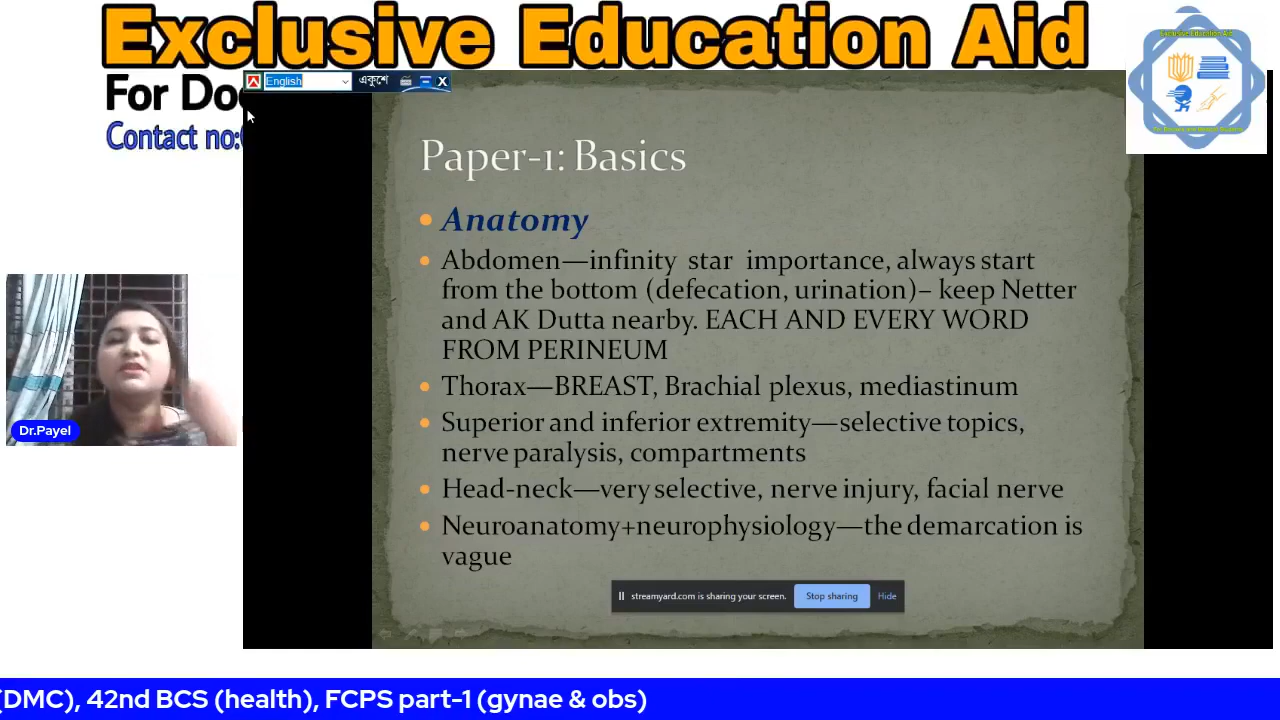 Exclusive Education Aid
For Do
Contact no:
English
একুশে
Paper-1: Basics
Anatomy
Abdomen—infinity star importance, always start
from the bottom (defecation, urination)– keep Netter
and AK Dutta nearby. EACH AND EVERY WORD
FROM PERINEUM
Thorax—BREAST, Brachial plexus, mediastinum
Superior and inferior extremity—selective topics,
nerve paralysis, compartments
Head-neck—very selective, nerve injury, facial nerve
Neuroanatomy+neurophysiology—the demarcation is
vague
streamyard.com is sharing your screen.
Stop sharing
Hide
Dr.Payel
(DMC), 42nd BCS (health), FCPS part-1 (gynae & obs)
Exclusive Education Aid